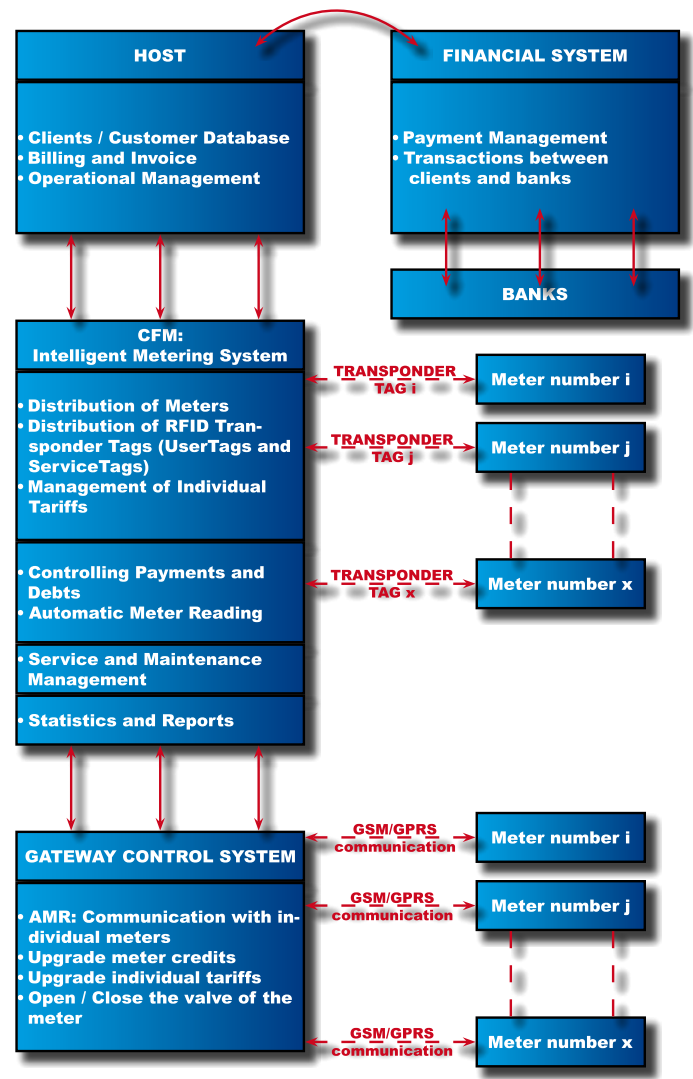 HOST
• Clients / Customer Database
• Billing and Invoice
• Operational Management
FINANCIAL SYSTEM
• Payment Management
• Transactions between
clients and banks
BANKS
CFM:
Intelligent Metering System
• Distribution of Meters
• Distribution of RFID Tran-
sponder Tags (UserTags and
ServiceTags)
• Management of Individual
Tariffs
• Controlling Payments and
Debts
• Automatic Meter Reading
• Service and Maintenance
Management
• Statistics and Reports
TRANSPONDER
TAG i
Meter number i
TRANSPONDER
TAG j
Meter number j
TRANSPONDER
TAG x
Meter number x
GATEWAY CONTROL SYSTEM
• AMR: Communication with in-
dividual meters
• Upgrade meter credits
• Upgrade individual tariffs
• Open / Close the valve of the
meter
GSM/GPRS
communication
Meter number i
GSM/GPRS
communication
Meter number j
GSM/GPRS
communication
Meter number x